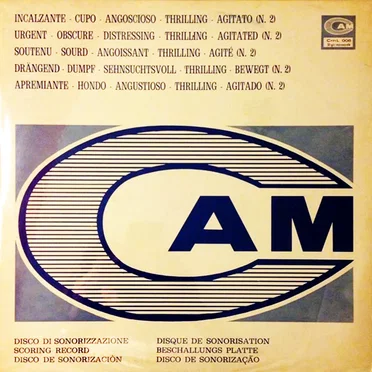 INCALZANTE - CUPO - ANGOSCIOSO - THRILLING - AGITATO (N. 2)
URGENT - OBSCURE - DISTRESSING - THRILLING - AGITATED (N. 2)
SOUTENU - SOURD - ANGOISSANT - THRILLING - AGITÉ (N. 2)
DRÄNGEND - DUMPF - SEHNSUCHTSVOLL - THRILLING - BEWEGT (N. 2)
APREMIANTE - HONDO - ANGUSTIOSO - THRILLING - AGITADO (N. 2)
CAM
CAM
DISCO DI SONORIZZAZIONE
SCORING RECORD
DISCO DE SONORIZACIÓN
DISQUE DE SONORISATION
BESCHALLUNGS PLATTE
DISCO DE SONORIZAÇÃO